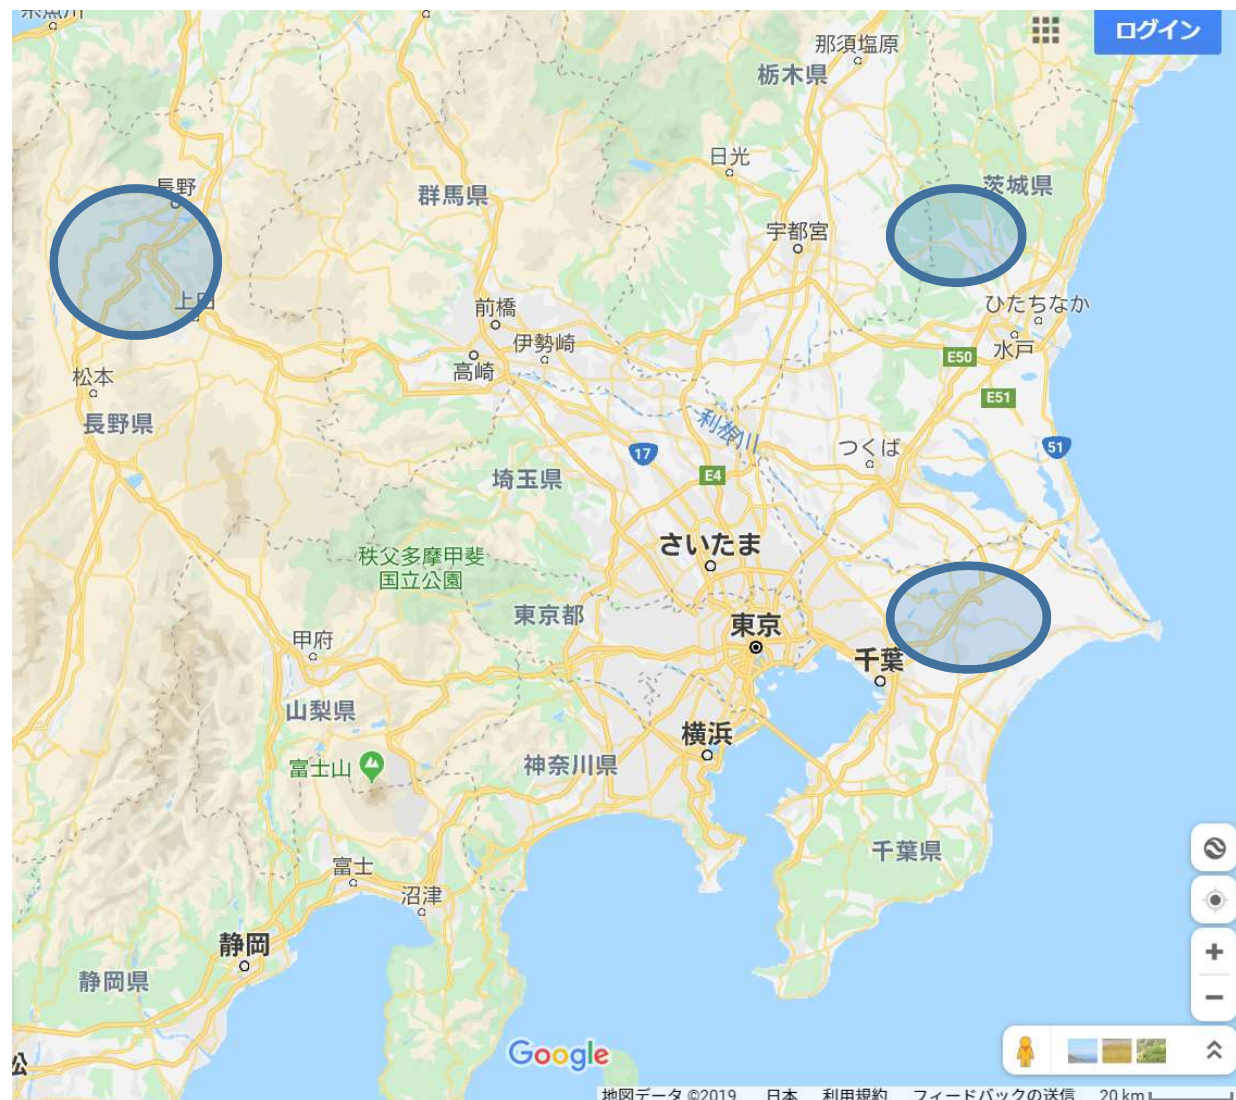 糸魚川
ログイン
那須塩原
栃木県
日光
長野
群馬県
茨城県
宇都宮
上田
前橋
ひたちなか
伊勢崎
水戸
E50
高崎
松本
E51
長野県
利根川
つくば
51
17
埼玉県
E4
さいたま
秩父多摩甲斐
国立公園
東京都
東京
甲府
千葉
山梨県
横浜
富士山
神奈川県
千葉県
富士
沼津
静岡
静岡県
松
Google
地図データ ©2019 日本 利用規約 フィードバックの送信 20 km